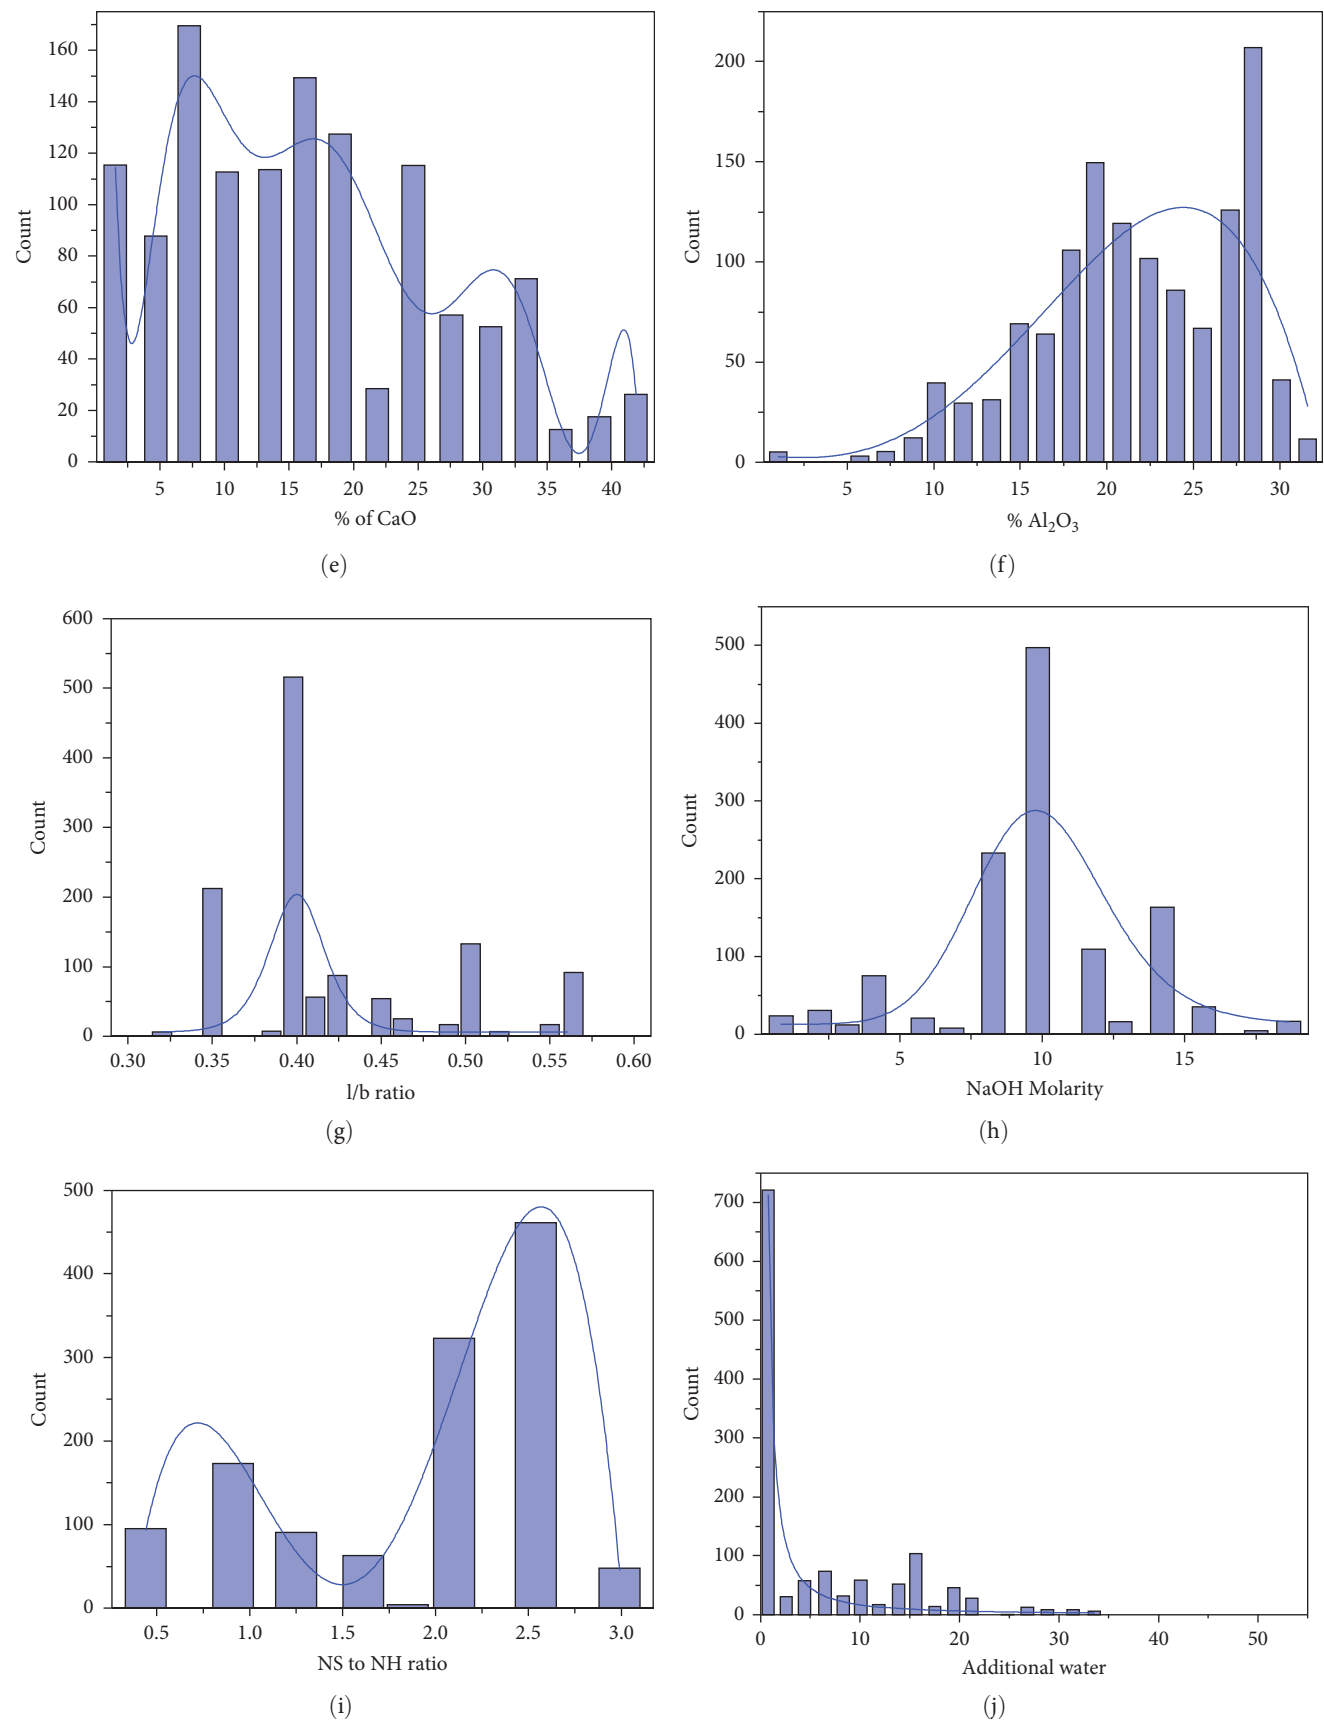 160
140
120
100
80
60
40
20
0
Count
5 10 15 20 25 30 35 40
% of CaO
(e)
200
150
100
50
0
Count
5 10 15 20 25 30
% Al₂O₃
(f)
600
500
400
300
200
100
0
Count
0.30 0.35 0.40 0.45 0.50 0.55 0.60
l/b ratio
(g)
500
400
300
200
100
0
Count
5 10 15
NaOH Molarity
(h)
500
400
300
200
100
0
Count
0.5 1.0 1.5 2.0 2.5 3.0
NS to NH ratio
(i)
700
600
500
400
300
200
100
0
Count
0 10 20 30 40 50
Additional water
(j)